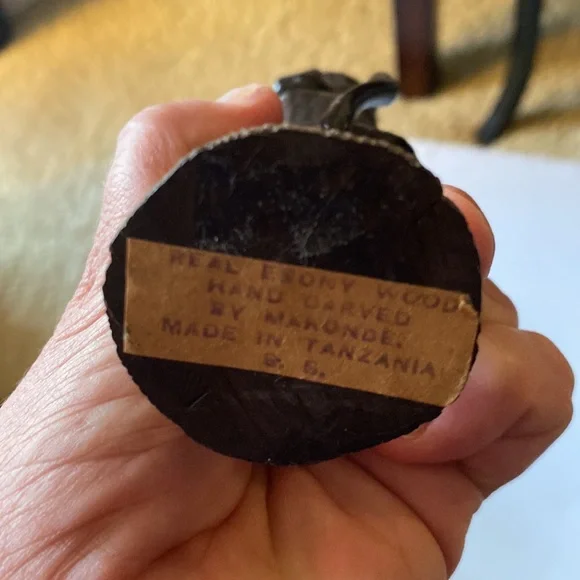 REAL EBONY WOOD
HAND CARVED
BY MAKONDE.
MADE IN TANZANIA